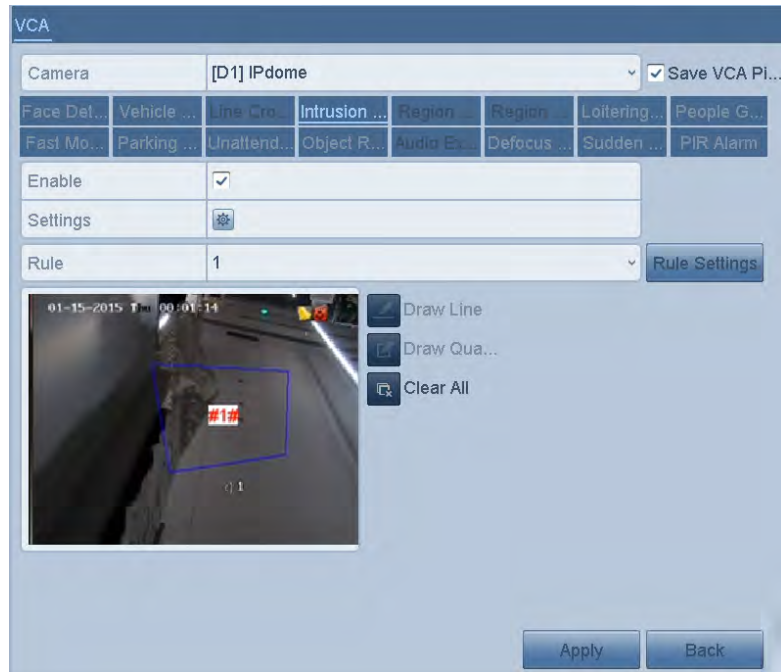 VCA
Camera [D1] IPdome Save VCA Pi...
Face Det... Vehicle ... Line Cro... Intrusion ... Region ... Region ... Loitering... People G...
Fast Mo... Parking ... Unattend... Object R... Audio Ex... Defocus ... Sudden ... PIR Alarm
Enable
Settings
Rule 1 Rule Settings
01-15-2015 Thu 00:01:14
Draw Line
Draw Qua...
Clear All
#1#
1
Apply Back